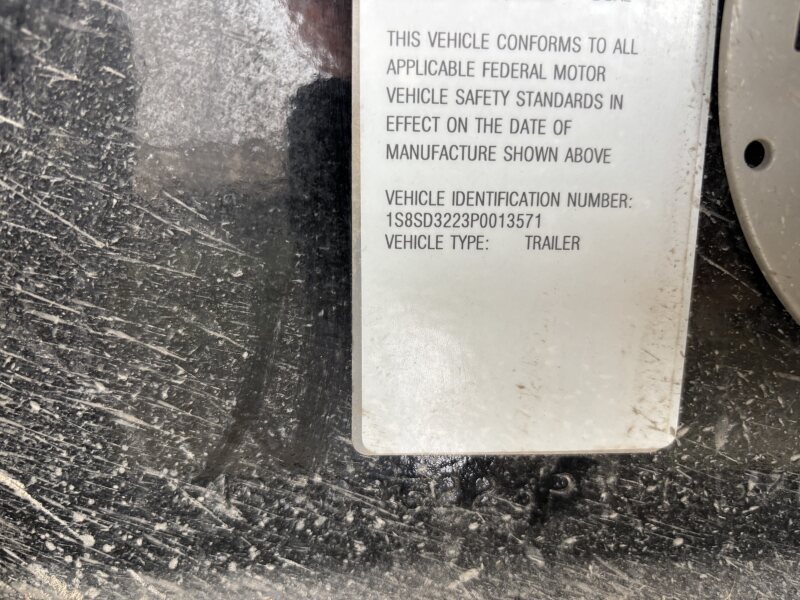 THIS VEHICLE CONFORMS TO ALL
APPLICABLE FEDERAL MOTOR
VEHICLE SAFETY STANDARDS IN
EFFECT ON THE DATE OF
MANUFACTURE SHOWN ABOVE
VEHICLE IDENTIFICATION NUMBER:
1S8SD3223P0013571
VEHICLE TYPE: TRAILER